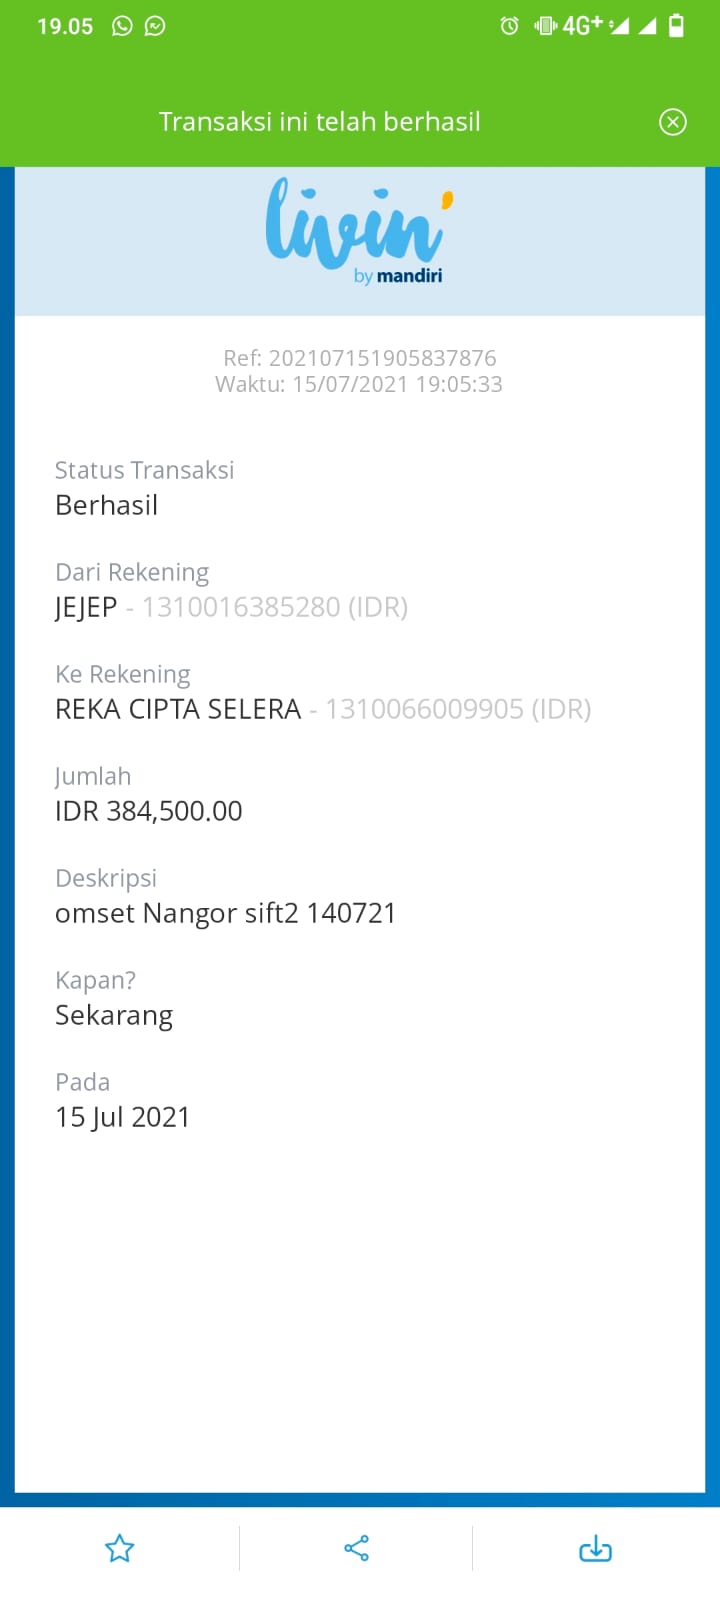 19.05
4G+
Transaksi ini telah berhasil
livin'
by mandiri
Ref: 202107151905837876
Waktu: 15/07/2021 19:05:33
Status Transaksi
Berhasil
Dari Rekening
JEJEP - 1310016385280 (IDR)
Ke Rekening
REKA CIPTA SELERA - 1310066009905 (IDR)
Jumlah
IDR 384,500.00
Deskripsi
omset Nangor sift2 140721
Kapan?
Sekarang
Pada
15 Jul 2021